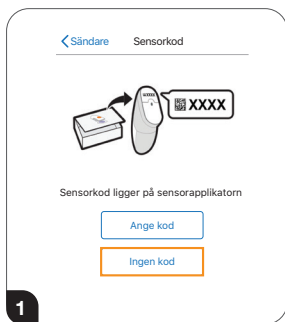 Sändare Sensorkod
XXXX
Sensorkod ligger på sensorapplikatorn
Ange kod
Ingen kod
1